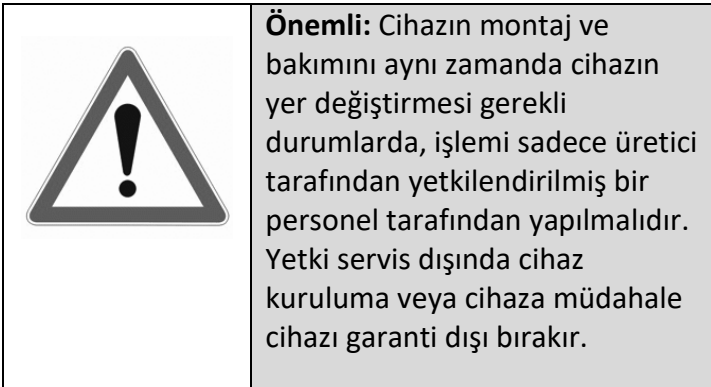 Önemli: Cihazın montaj ve
bakımını aynı zamanda cihazın
yer değiştirmesi gerekli
durumlarda, işlemi sadece üretici
tarafından yetkilendirilmiş bir
personel tarafından yapılmalıdır.
Yetki servis dışında cihaz
kuruluma veya cihaza müdahale
cihazı garanti dışı bırakır.